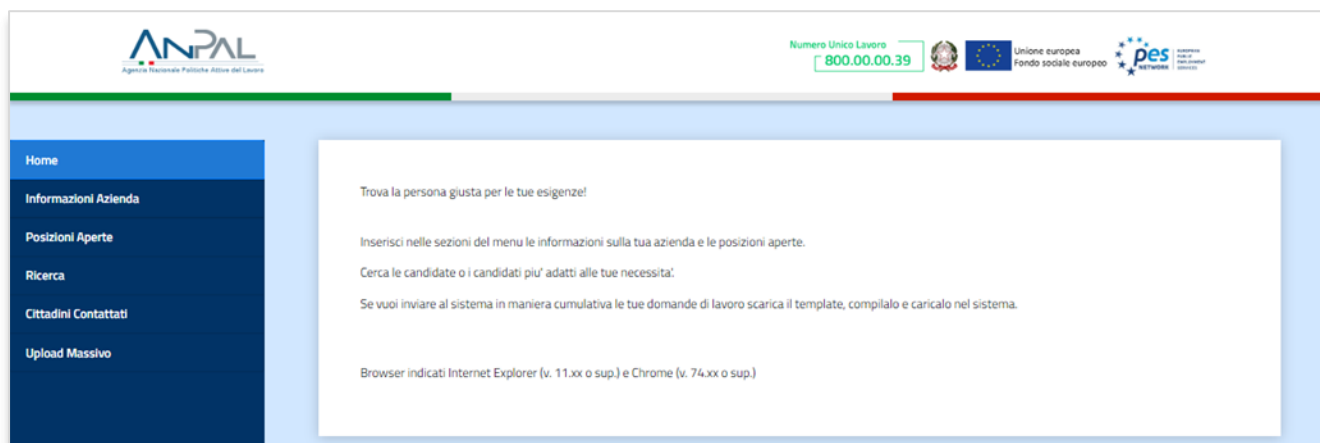 ANPAL
Agenzia Nazionale Politiche Attive del Lavoro
Numero Unico Lavoro
800.00.00.39
Unione europea
Fondo sociale europeo
pes
NETWORK
EUROPEAN
PUBLIC
EMPLOYMENT
SERVICES
Home
Informazioni Azienda
Posizioni Aperte
Ricerca
Cittadini Contattati
Upload Massivo
Trova la persona giusta per le tue esigenze!
Inserisci nelle sezioni del menu le informazioni sulla tua azienda e le posizioni aperte.
Cerca le candidate o i candidati piu' adatti alle tue necessita'.
Se vuoi inviare al sistema in maniera cumulativa le tue domande di lavoro scarica il template, compilalo e caricalo nel sistema.
Browser indicati Internet Explorer (v. 11.xx o sup.) e Chrome (v. 74.xx o sup.)